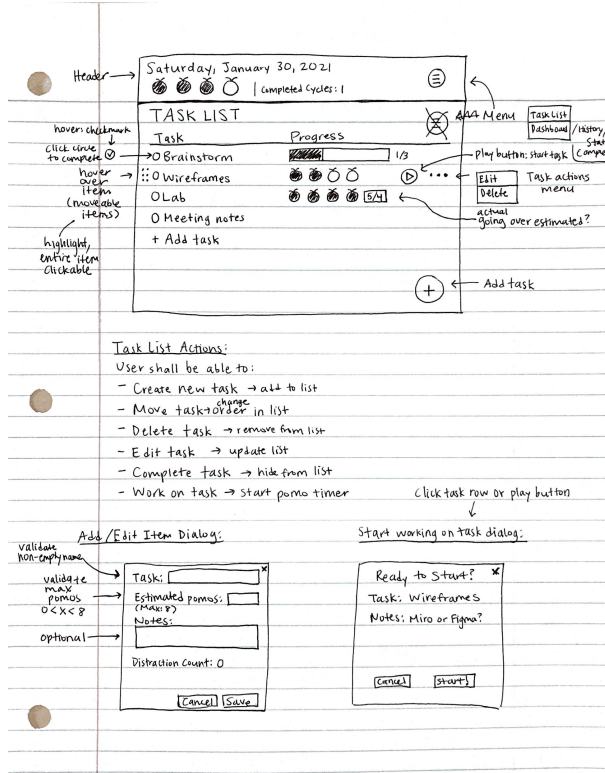 Saturday, January 30, 2021
Header
Completed Cycles: 1
TASK LIST
Menu
Task List
Dashboard / History,
hover: checkmark
Task Progress
click circle
to complete
Brainstorm 1/3
Play button: start task
hover
over
item
(moveable
items)
Wireframes
Edit
Delete
Task actions
menu
Lab 5/4
actual
going over estimated?
highlight,
entire item
clickable
Meeting notes
+ Add task
+
Add task
Task List Actions:
User shall be able to:
- Create new task → add to list
- Move task → change order in list
- Delete task → remove from list
- Edit task → update list
- Complete task → hide from list
- Work on task → start pomo timer
Click task row or play button
Add/Edit Item Dialog:
Start working on task dialog:
validate
non-empty name
x
Task:
validate
max
pomos
0<x<8
Estimated pomos:
(Max: 8)
optional
Notes:
Distraction Count: 0
Cancel Save
Ready to Start? x
Task: Wireframes
Notes: Miro or Figma?
Cancel Start